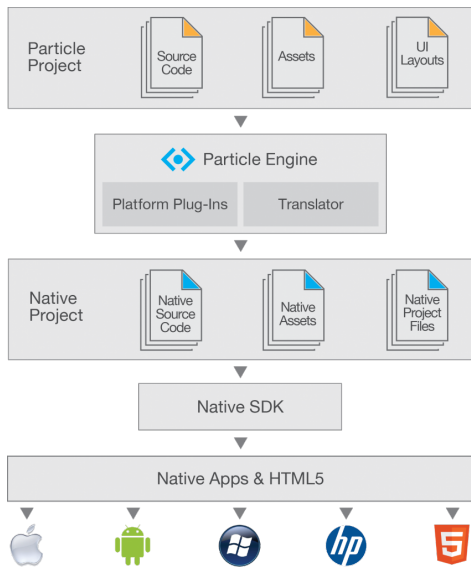 Particle
Project
Source
Code
Assets
UI
Layouts
Particle Engine
Platform Plug-Ins
Translator
Native
Project
Native
Source
Code
Native
Assets
Native
Project
Files
Native SDK
Native Apps & HTML5
hp
5